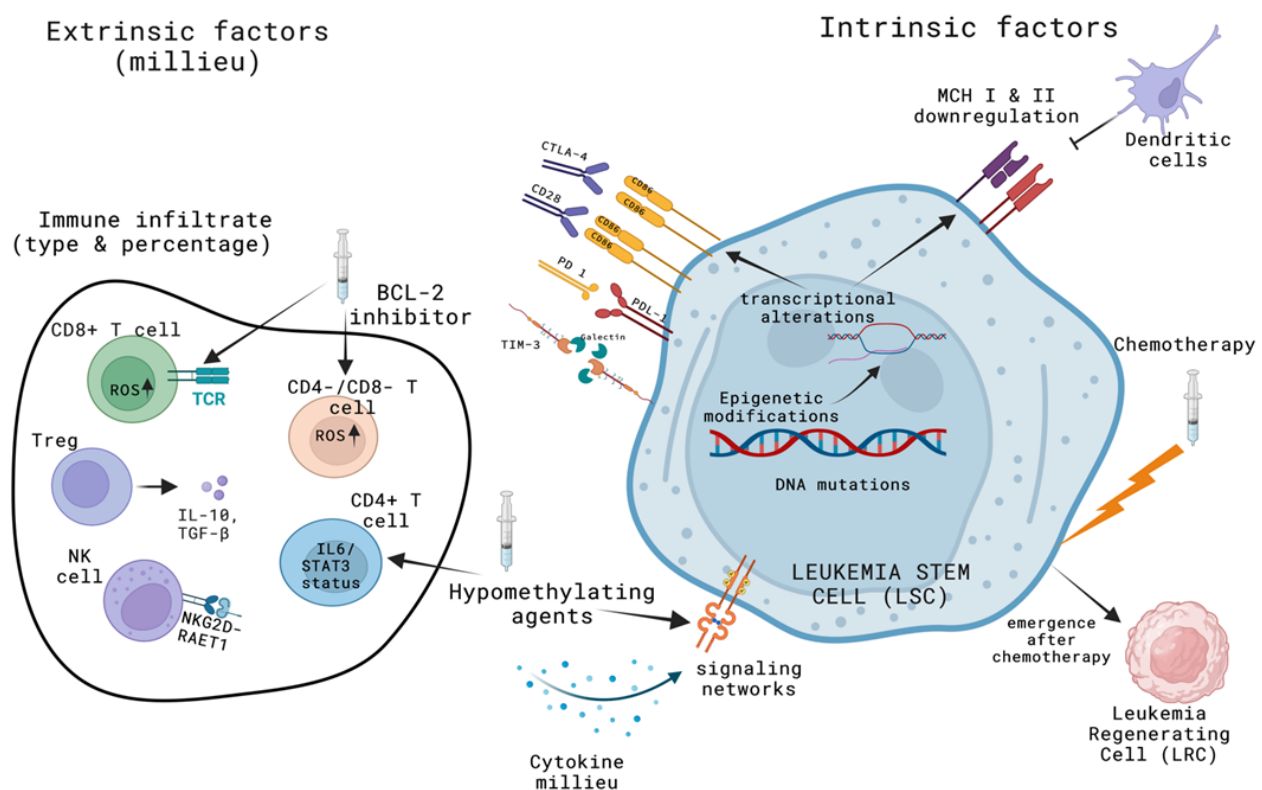 Extrinsic factors
(millieu)
Intrinsic factors
MCH I & II
downregulation
Dendritic
cells
CTLA-4
CD28
CD86
CD86
CD86
CD86
PD 1
PDL-1
TIM-3
Galectin
Immune infiltrate
(type & percentage)
BCL-2
inhibitor
CD8+ T cell
ROS
TCR
CD4-/CD8- T
cell
ROS
Treg
IL-10,
TGF-β
CD4+ T
cell
IL6/
STAT3
status
NK
cell
NKG2D-
RAET1
Hypomethylating
agents
signaling
networks
Cytokine
millieu
transcriptional
alterations
Epigenetic
modifications
DNA mutations
LEUKEMIA STEM
CELL (LSC)
Chemotherapy
emergence
after
chemotherapy
Leukemia
Regenerating
Cell (LRC)